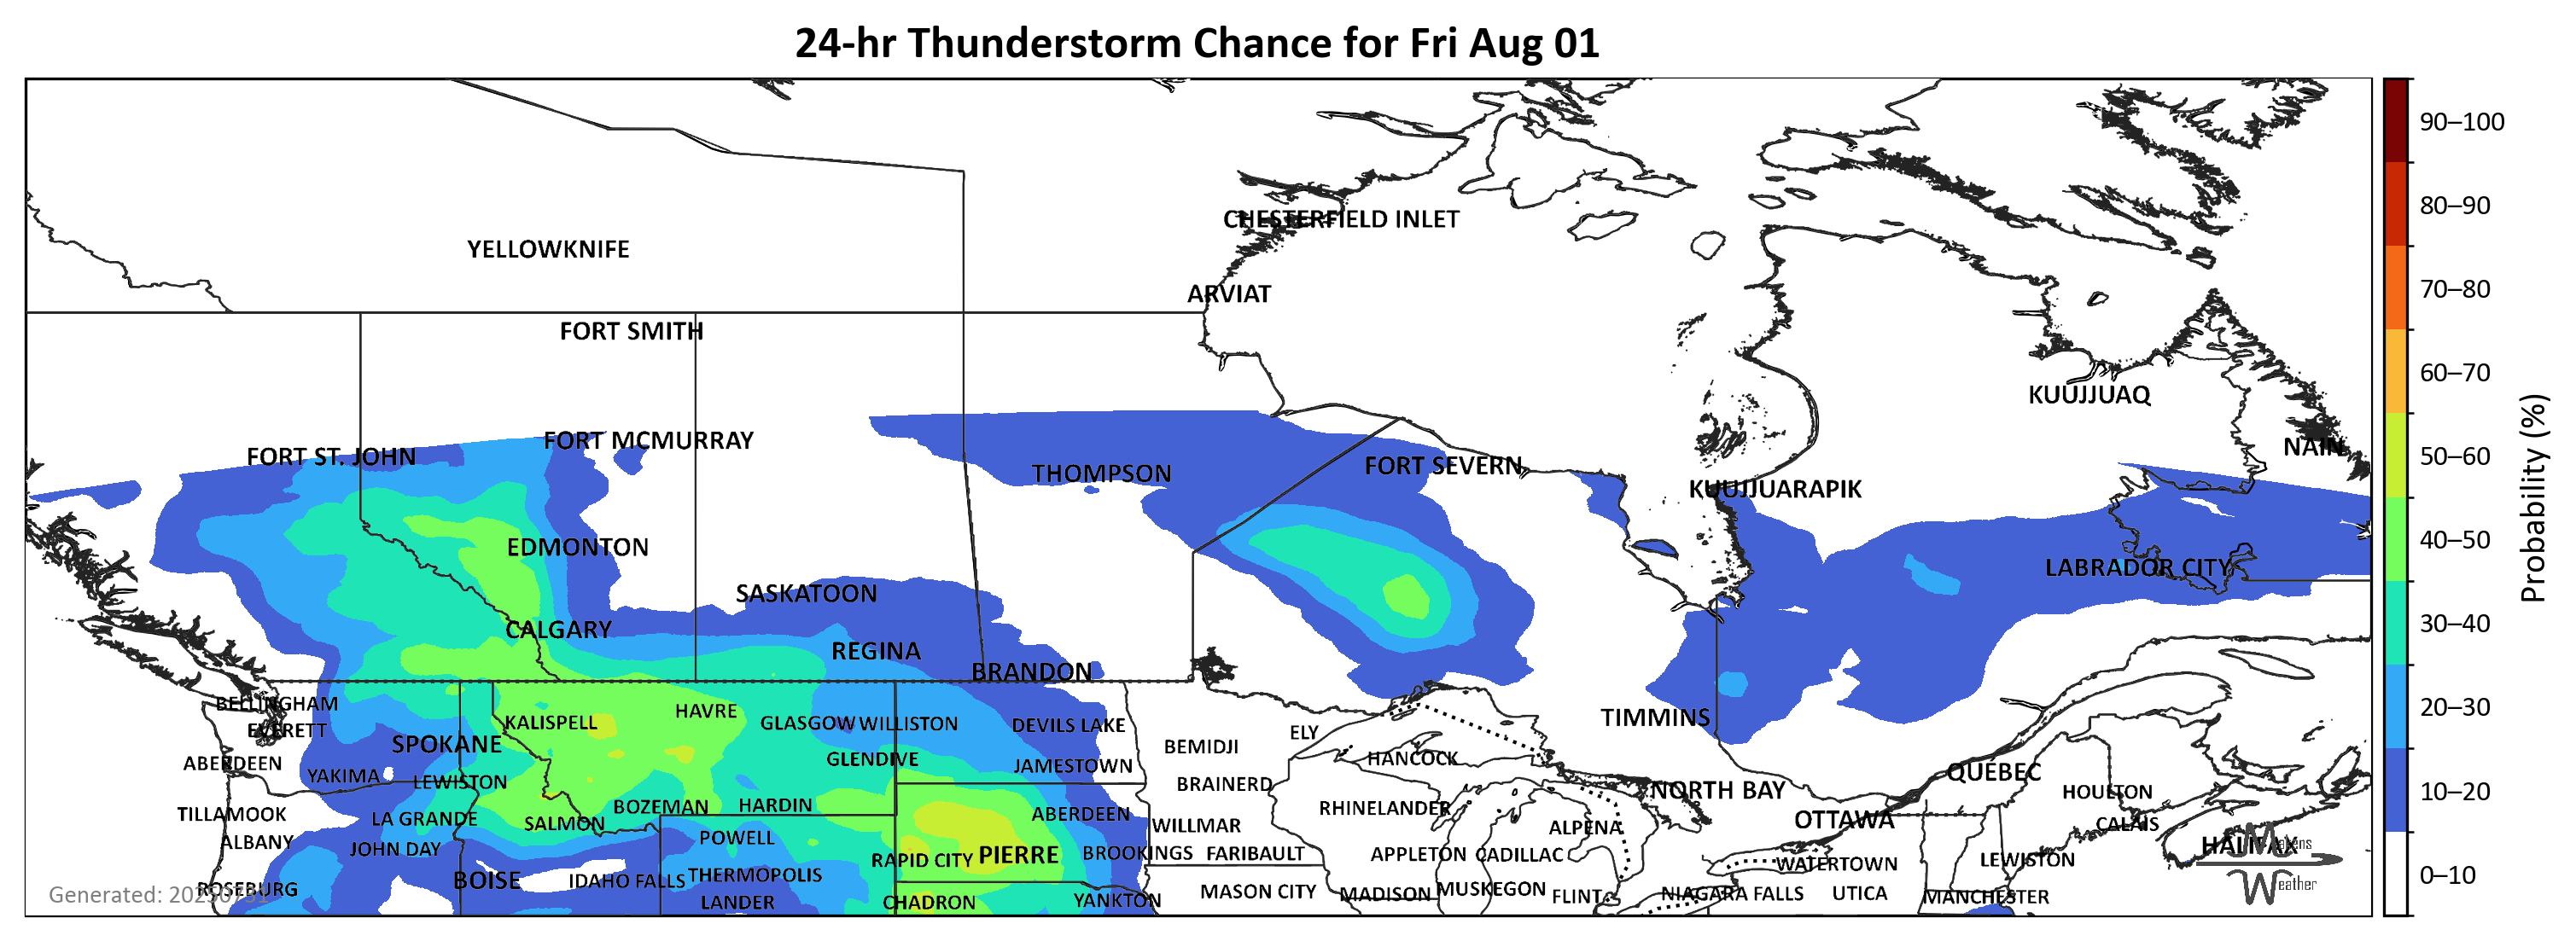 24-hr Thunderstorm Chance for Fri Aug 01
90–100
80–90
70–80
60–70
50–60
40–50
30–40
20–30
10–20
0–10
Probability (%)
CHESTERFIELD INLET
YELLOWKNIFE
ARVIAT
FORT SMITH
KUUJJUAQ
FORT MCMURRAY
NAIN
FORT ST. JOHN
FORT SEVERN
THOMPSON
KUUJJUARAPIK
EDMONTON
LABRADOR CITY
SASKATOON
CALGARY
REGINA
BRANDON
BELLINGHAM
HAVRE
TIMMINS
KALISPELL
GLASGOW
WILLISTON
DEVILS LAKE
EVERETT
ELY
SPOKANE
BEMIDJI
GLENDIVE
HANCOCK
ABERDEEN
JAMESTOWN
QUÉBEC
YAKIMA
LEWISTON
BRAINERD
NORTH BAY
HOULTON
BOZEMAN
HARDIN
RHINELANDER
TILLAMOOK
ABERDEEN
LA GRANDE
OTTAWA
SALMON
WILLMAR
ALPENA
CALAIS
POWELL
ALBANY
HALIFAX
JOHN DAY
BROOKINGS
FARIBAULT
APPLETON
CADILLAC
PIERRE
RAPID CITY
LEWISTON
WATERTOWN
THERMOPOLIS
BOISE
IDAHO FALLS
ROSEBURG
MUSKEGON
MASON CITY
MADISON
NIAGARA FALLS
UTICA
FLINT
MANCHESTER
LANDER
CHADRON
YANKTON
Generated: 20250731
Weather